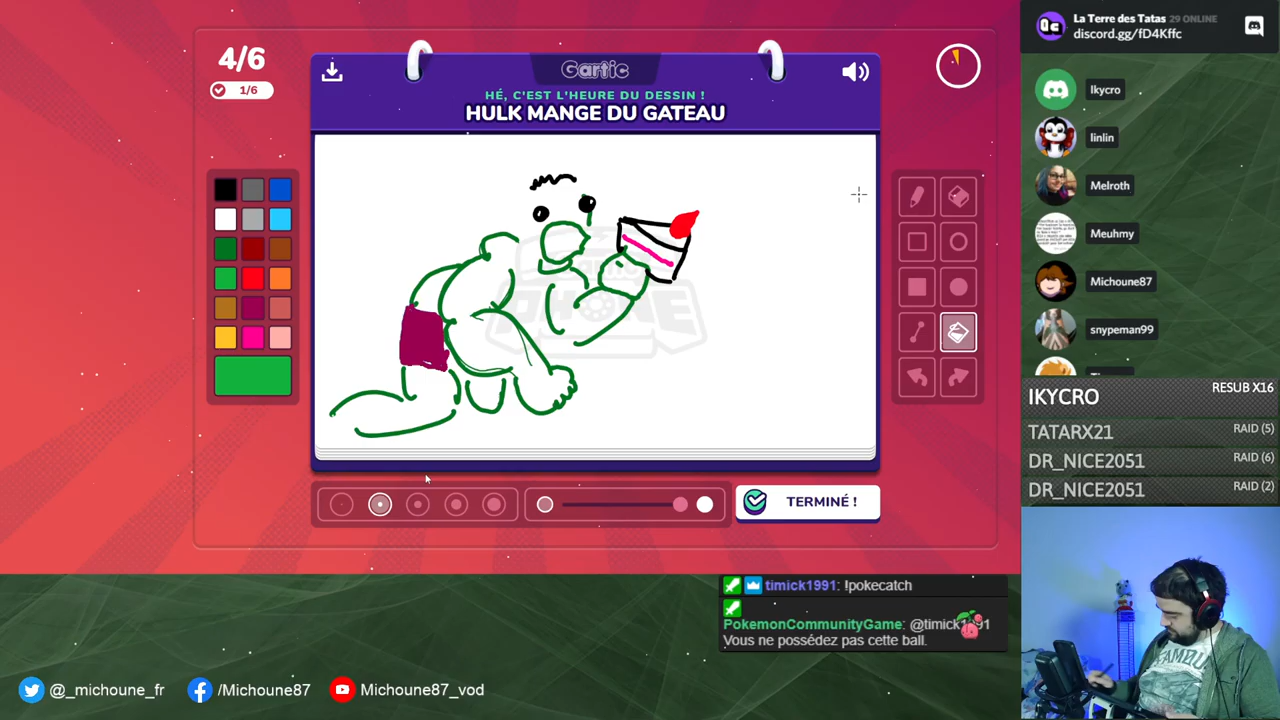 4/6
1/6
Gartic
HÉ, C'EST L'HEURE DU DESSIN !
HULK MANGE DU GATEAU
PHONE
TERMINÉ !
La Terre des Tatas 29 ONLINE
discord.gg/fD4Kffc
Ikycro
linlin
Melroth
Meuhmy
Michoune87
snypeman99
IKYCRO RESUB X16
TATARX21 RAID (5)
DR_NICE2051 RAID (6)
DR_NICE2051 RAID (2)
timick1991: !pokecatch
PokemonCommunityGame: @timick1991
Vous ne possédez pas cette ball.
@_michoune_fr
/Michoune87
Michoune87_vod